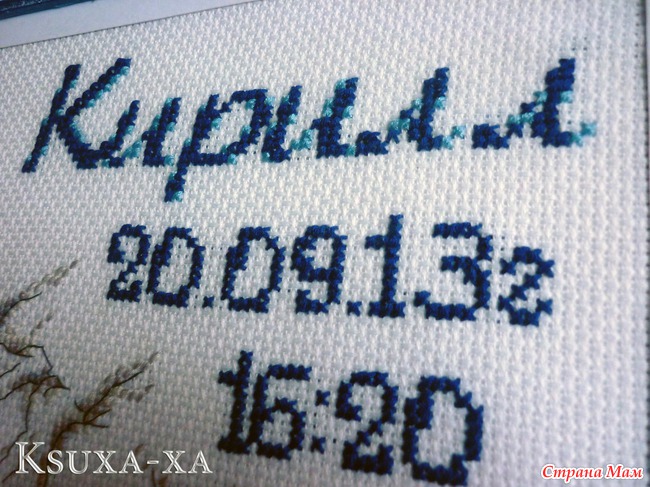 Кирилл
20.09.13г
16:20
KSUXA-XA
Страна Мам